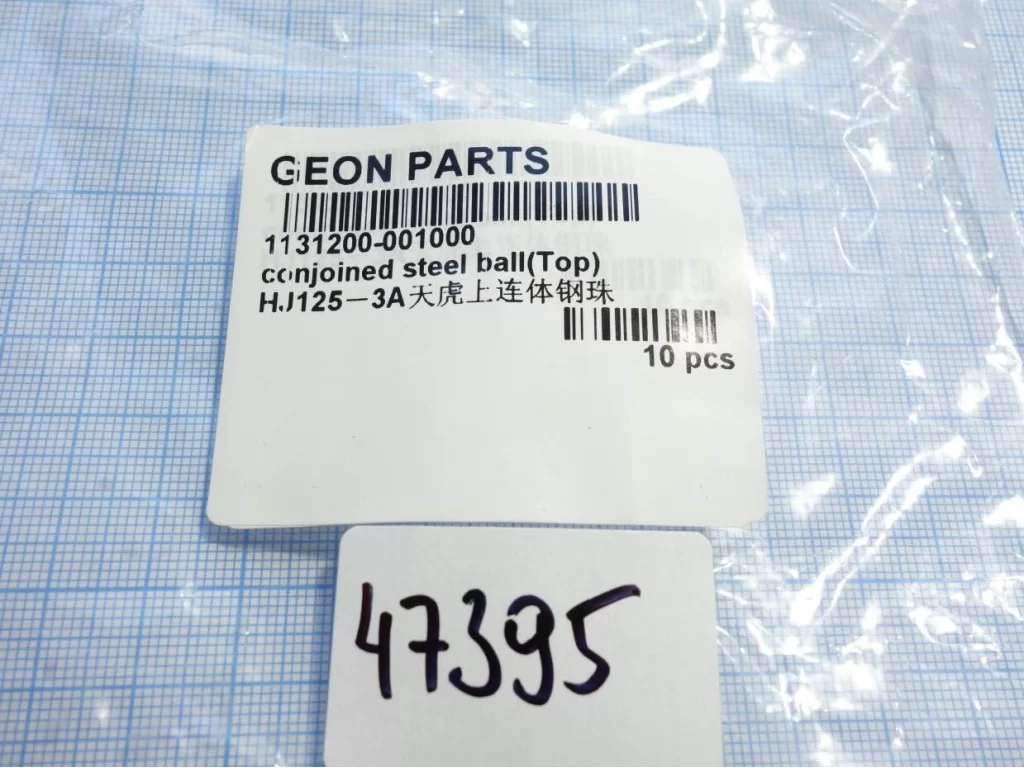 GEON PARTS
1131200-001000
conjoined steel ball(Top)
HJ125－3A天虎上连体钢珠
10 pcs
47395